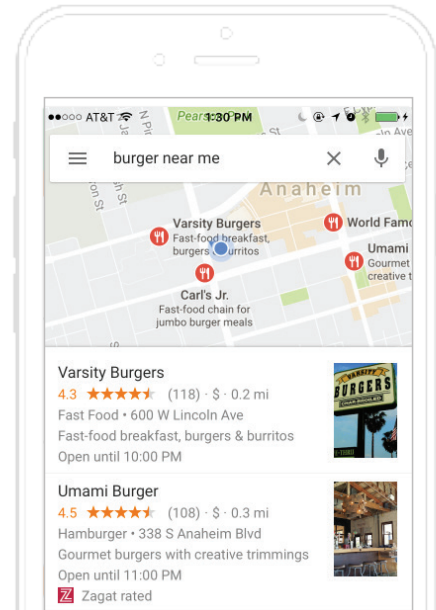 AT&T 1:30 PM
burger near me
Anaheim
Varsity Burgers
Fast-food breakfast,
burgers & burritos
World Famo
Umami
Gourmet
creative t
Carl's Jr.
Fast-food chain for
jumbo burger meals
Varsity Burgers
4.3 (118) · $ · 0.2 mi
Fast Food • 600 W Lincoln Ave
Fast-food breakfast, burgers & burritos
Open until 10:00 PM
VARSITY
BURGERS
Umami Burger
4.5 (108) · $ · 0.3 mi
Hamburger • 338 S Anaheim Blvd
Gourmet burgers with creative trimmings
Open until 11:00 PM
Z Zagat rated